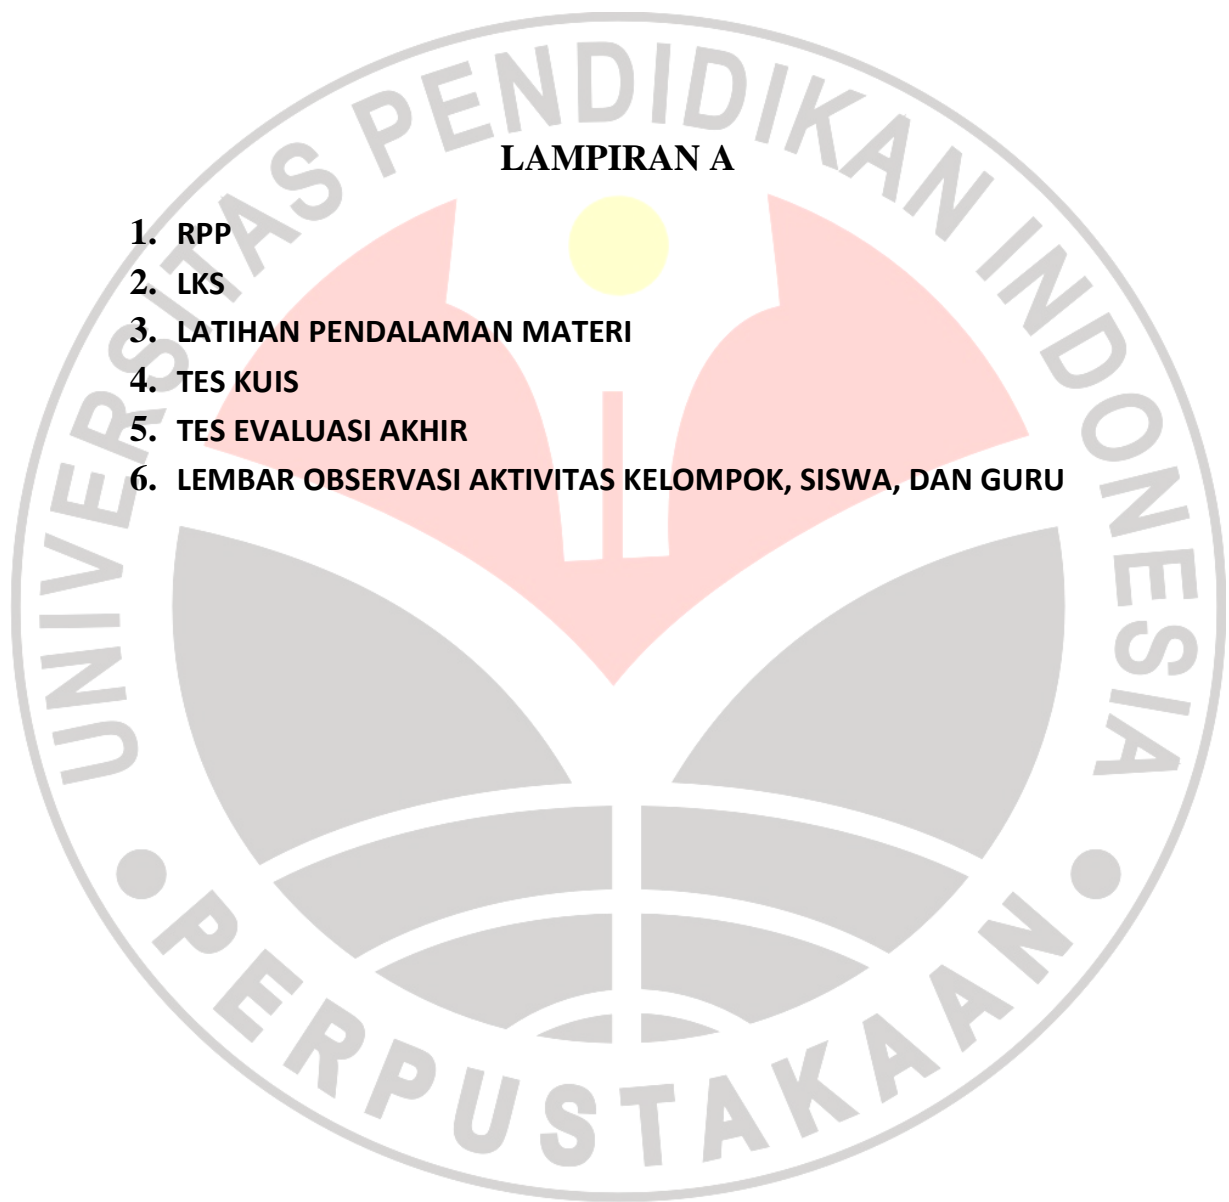 UNIVERSITAS PENDIDIKAN INDONESIA
LAMPIRAN A
1. RPP
2. LKS
3. LATIHAN PENDALAMAN MATERI
4. TES KUIS
5. TES EVALUASI AKHIR
6. LEMBAR OBSERVASI AKTIVITAS KELOMPOK, SISWA, DAN GURU
PERPUSTAKAAN